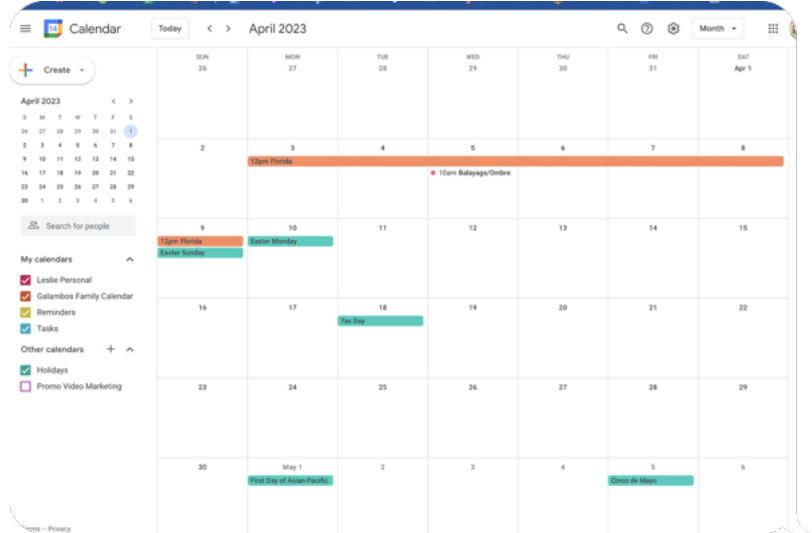 14
Calendar
Today
April 2023
Month
Create
April 2023
S M T W T F S
26 27 28 29 30 31 1
2 3 4 5 6 7 8
9 10 11 12 13 14 15
16 17 18 19 20 21 22
23 24 25 26 27 28 29
30 1 2 3 4 5 6
Search for people
My calendars
Leslie Personal
Galambos Family Calendar
Reminders
Tasks
Other calendars
Holidays
Promo Video Marketing
– Privacy
SUN MON TUE WED THU FRI SAT
26 27 28 29 30 31 Apr 1
2 3 4 5 6 7 8
12pm Florida
10am Balayage/Ombre
9 10 11 12 13 14 15
12pm Florida Easter Monday
Easter Sunday
16 17 18 19 20 21 22
Tax Day
23 24 25 26 27 28 29
30 May 1 2 3 4 5 6
First Day of Asian Pacific Cinco de Mayo